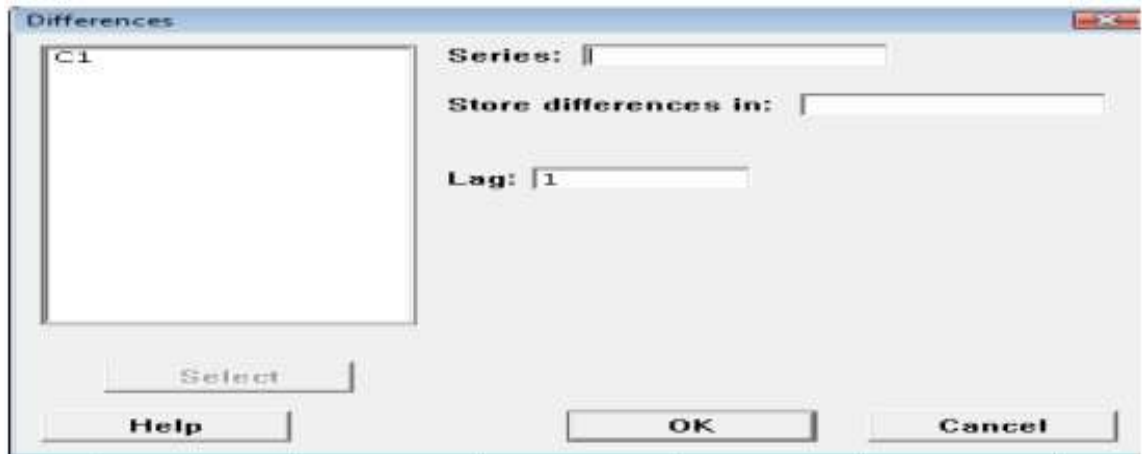 Differences
C1
Series:
Store differences in:
Lag: 1
Select
Help
OK
Cancel